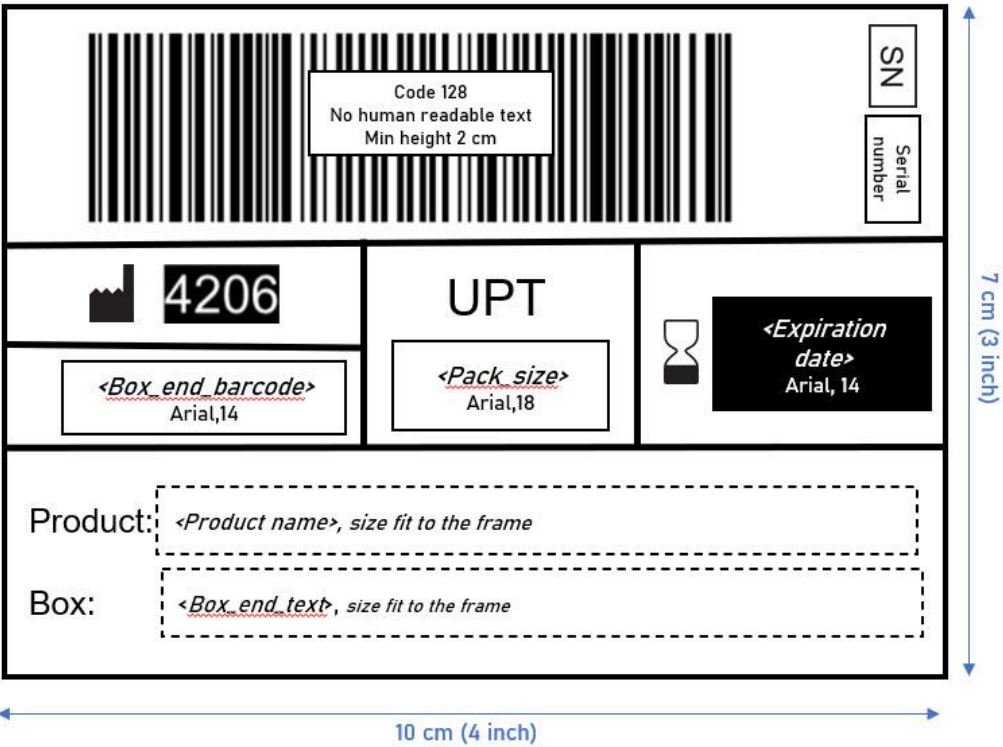 Code 128
No human readable text
Min height 2 cm
SN
Serial
number
4206
<Box_end_barcode>
Arial,14
UPT
<Pack_size>
Arial,18
<Expiration
date>
Arial, 14
Product:
<Product name>, size fit to the frame
Box:
<Box_end_text>, size fit to the frame
7 cm (3 inch)
10 cm (4 inch)